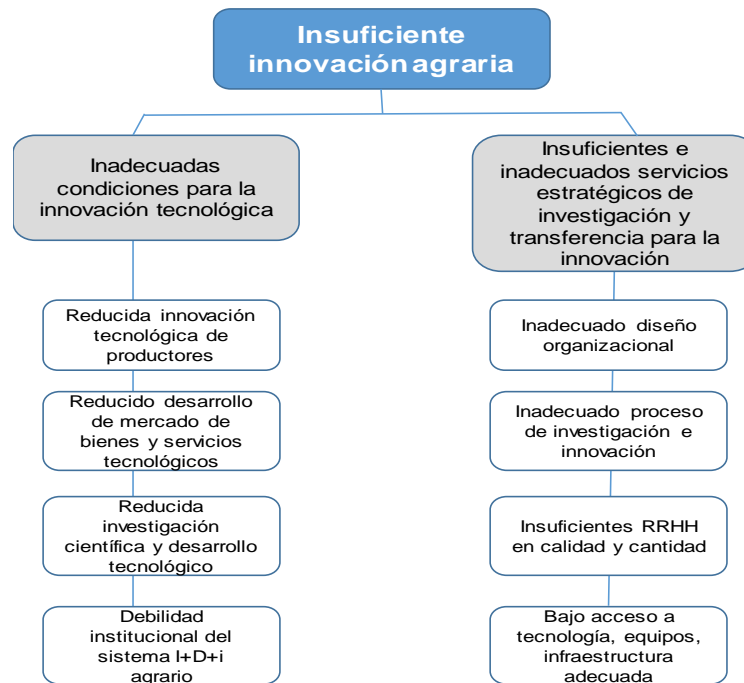 Insuficiente
innovación agraria
Inadecuadas
condiciones para la
innovación tecnológica
Insuficientes e
inadecuados servicios
estratégicos de
investigación y
transferencia para la
innovación
Reducida innovación
tecnológica de
productores
Inadecuado diseño
organizacional
Reducido desarrollo
de mercado de
bienes y servicios
tecnológicos
Inadecuado proceso
de investigación e
innovación
Reducida
investigación
científica y desarrollo
tecnológico
Insuficientes RRHH
en calidad y cantidad
Debilidad
institucional del
sistema I+D+i
agrario
Bajo acceso a
tecnología, equipos,
infraestructura
adecuada